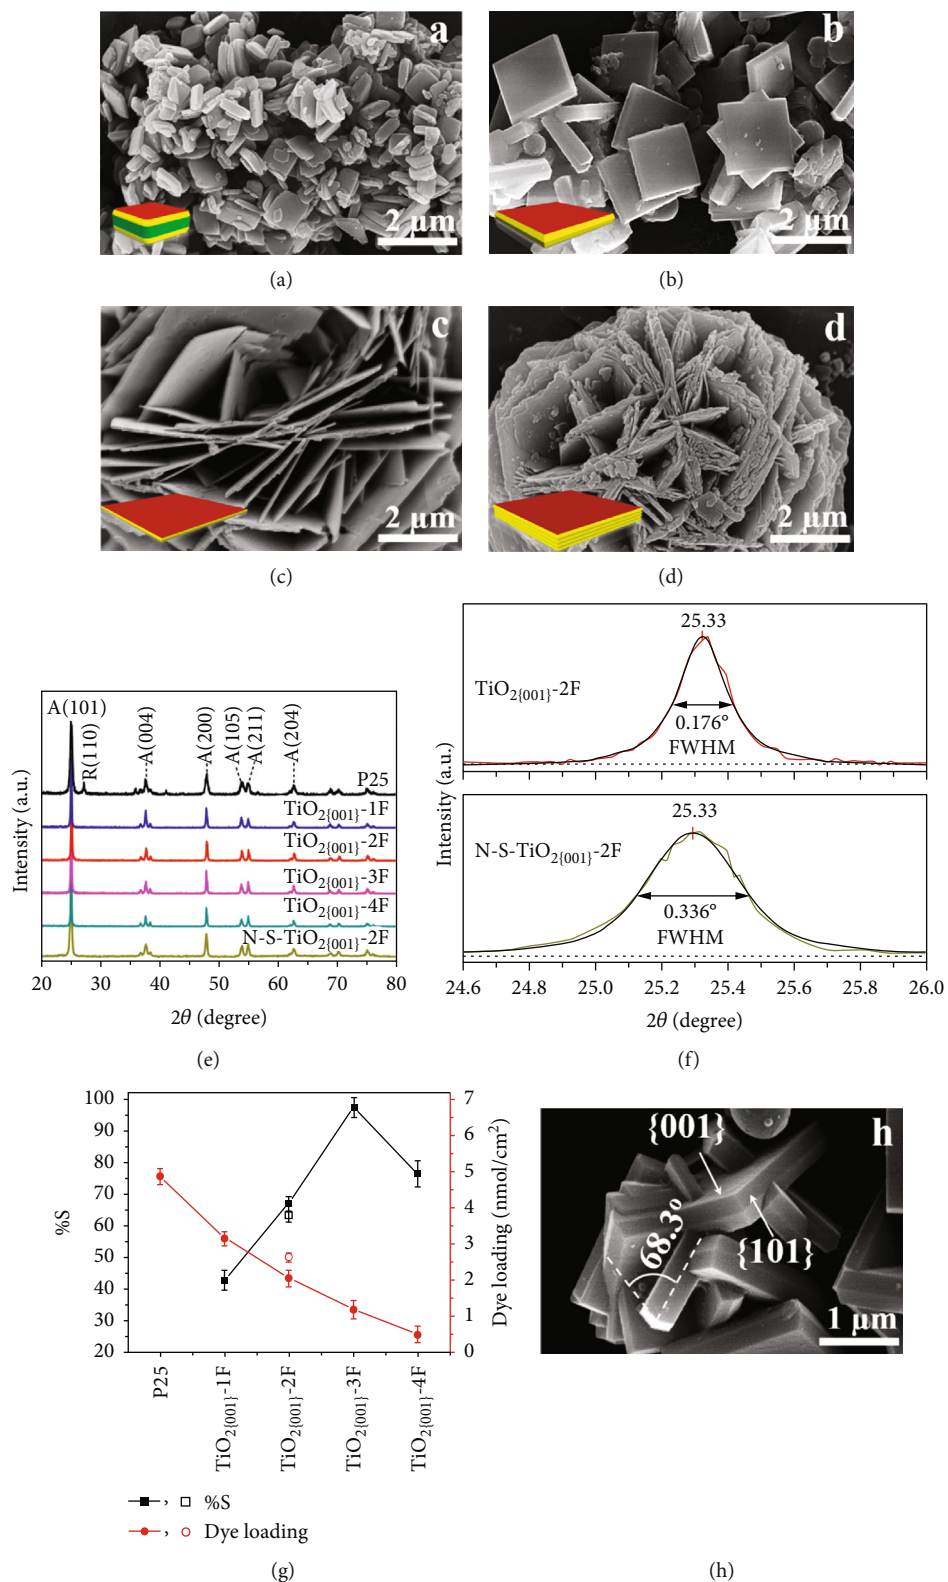 a
2 μm
(a)
b
2 μm
(b)
c
2 μm
(c)
d
2 μm
(d)
Intensity (a.u.)
A(101)
R(110)
A(004)
A(200)
A(105)
A(211)
A(204)
P25
TiO2{001}-1F
TiO2{001}-2F
TiO2{001}-3F
TiO2{001}-4F
N-S-TiO2{001}-2F
20 30 40 50 60 70 80
2θ (degree)
(e)
Intensity (a.u.)
25.33
TiO2{001}-2F
0.176°
FWHM
25.33
N-S-TiO2{001}-2F
0.336°
FWHM
24.6 24.8 25.0 25.2 25.4 25.6 25.8 26.0
2θ (degree)
(f)
%S
100
90
80
70
60
50
40
30
20
7
6
5
4
3
2
1
0
Dye loading (nmol/cm²)
P25
TiO2{001}-1F
TiO2{001}-2F
TiO2{001}-3F
TiO2{001}-4F
, %S
, Dye loading
(g)
h
{001}
68.3°
{101}
1 μm
(h)